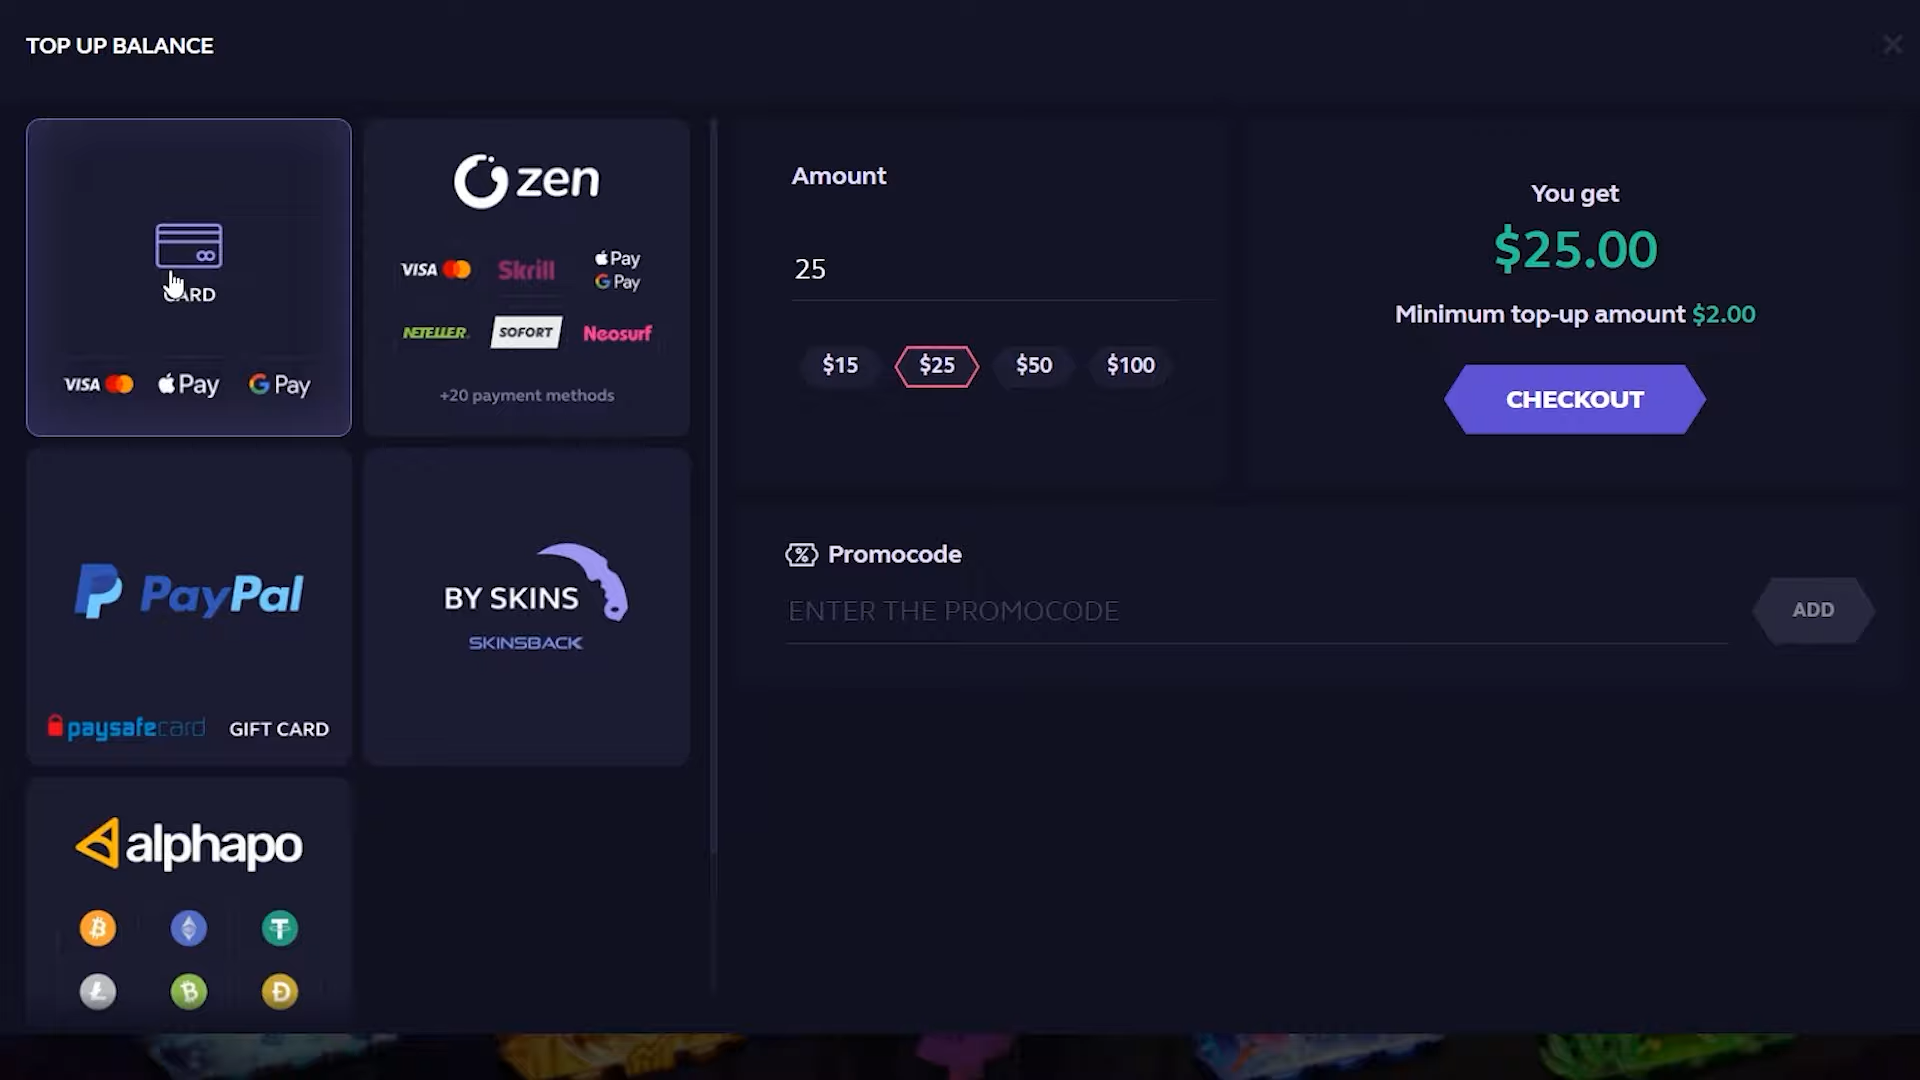 TOP UP BALANCE
CARD
VISA Pay G Pay
zen
VISA Skrill Pay
G Pay
NETELLER SOFORT Neosurf
+20 payment methods
PayPal
paysafecard GIFT CARD
BY SKINS
SKINSBACK
alphapo
Amount
25
$15 $25 $50 $100
You get
$25.00
Minimum top-up amount $2.00
CHECKOUT
Promocode
ENTER THE PROMOCODE
ADD